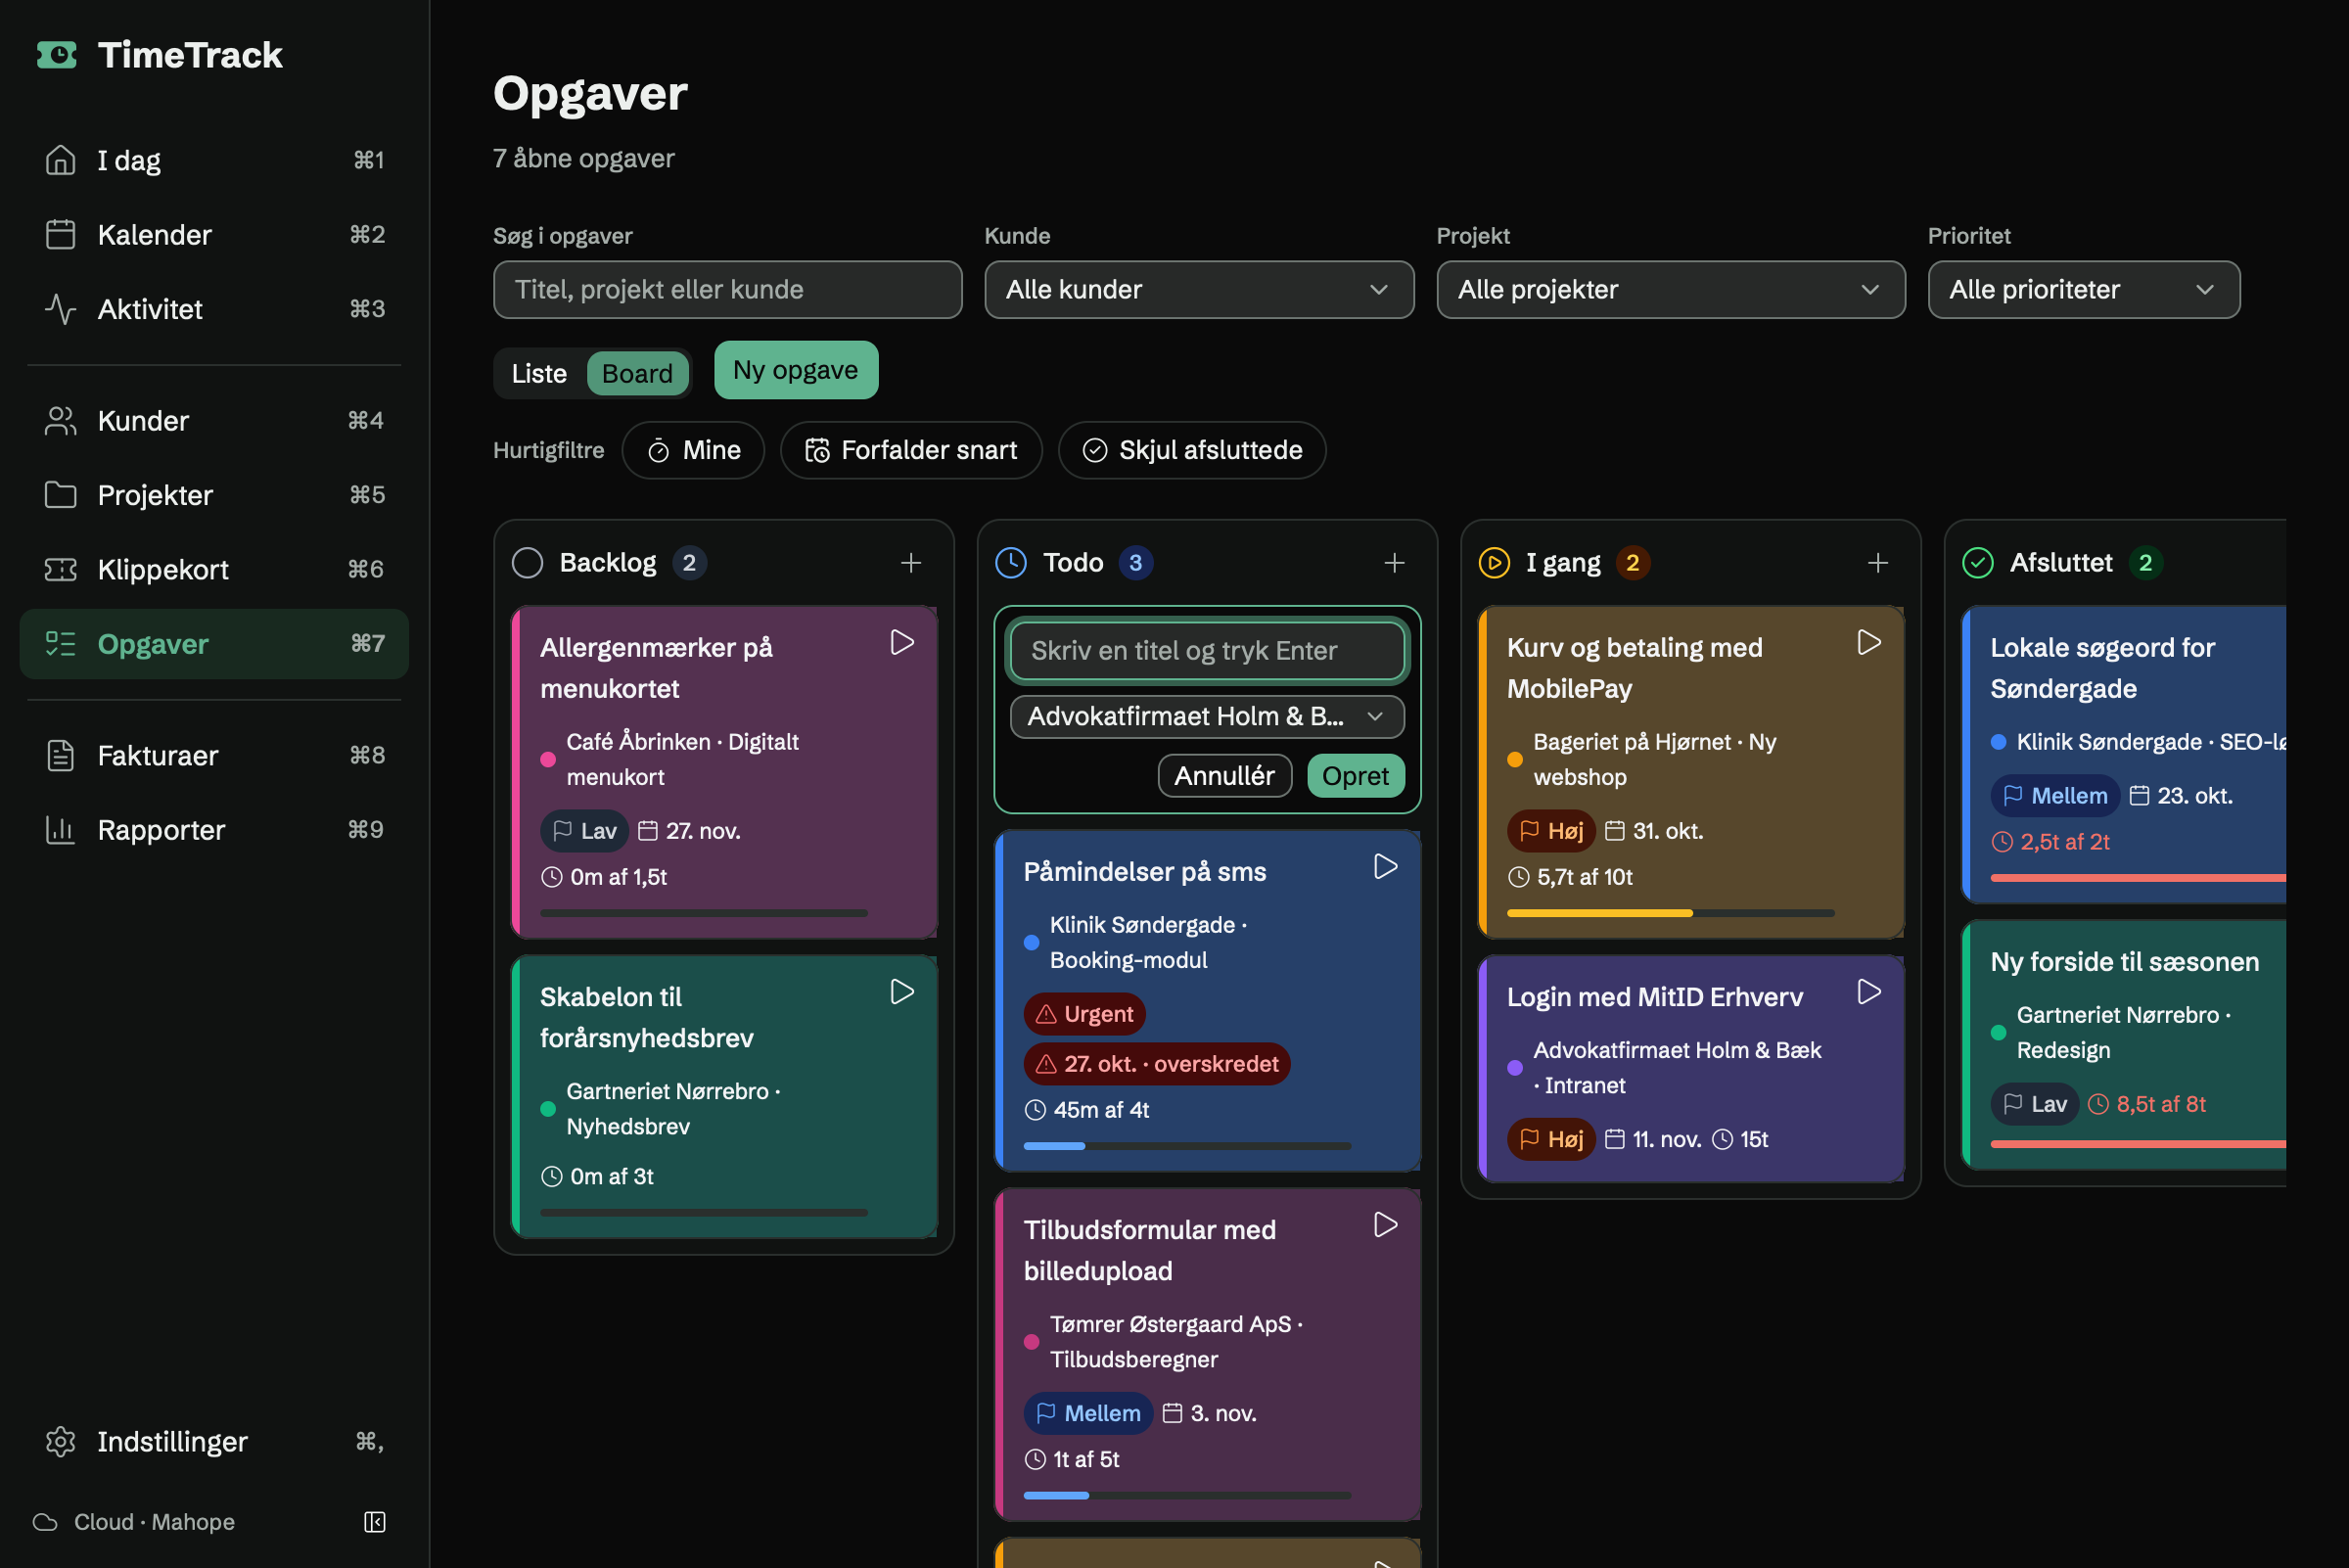 TimeTrack
I dag ⌘1
Kalender ⌘2
Aktivitet ⌘3
Kunder ⌘4
Projekter ⌘5
Klippekort ⌘6
Opgaver ⌘7
Fakturaer ⌘8
Rapporter ⌘9
Indstillinger ⌘,
Cloud · Mahope
Opgaver
7 åbne opgaver
Søg i opgaver
Titel, projekt eller kunde
Kunde
Alle kunder
Projekt
Alle projekter
Prioritet
Alle prioriteter
Liste
Board
Ny opgave
Hurtigfiltre
Mine
Forfalder snart
Skjul afsluttede
Backlog 2
Allergenmærker på
menukortet
Café Åbrinken · Digitalt
menukort
Lav 27. nov.
0m af 1,5t
Skabelon til
forårsnyhedsbrev
Gartneriet Nørrebro ·
Nyhedsbrev
0m af 3t
Todo 3
Skriv en titel og tryk Enter
Advokatfirmaet Holm & B...
Annullér
Opret
Påmindelser på sms
Klinik Søndergade ·
Booking-modul
Urgent
27. okt. · overskredet
45m af 4t
Tilbudsformular med
billedupload
Tømrer Østergaard ApS ·
Tilbudsberegner
Mellem 3. nov.
1t af 5t
I gang 2
Kurv og betaling med
MobilePay
Bageriet på Hjørnet · Ny
webshop
Høj 31. okt.
5,7t af 10t
Login med MitID Erhverv
Advokatfirmaet Holm & Bæk
· Intranet
Høj 11. nov. 15t
Afsluttet 2
Lokale søgeord for
Søndergade
Klinik Søndergade ·
Mellem 23. okt.
2,5t af 2t
Ny forside til sæsonen
Gartneriet Nørrebro ·
Redesign
Lav 8,5t af 8t